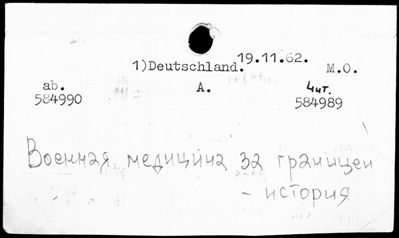 19.11.62.
1)Deutschland. M.O.
ab. A. Чит.
584990 584989
Военная медицина за границей
- история